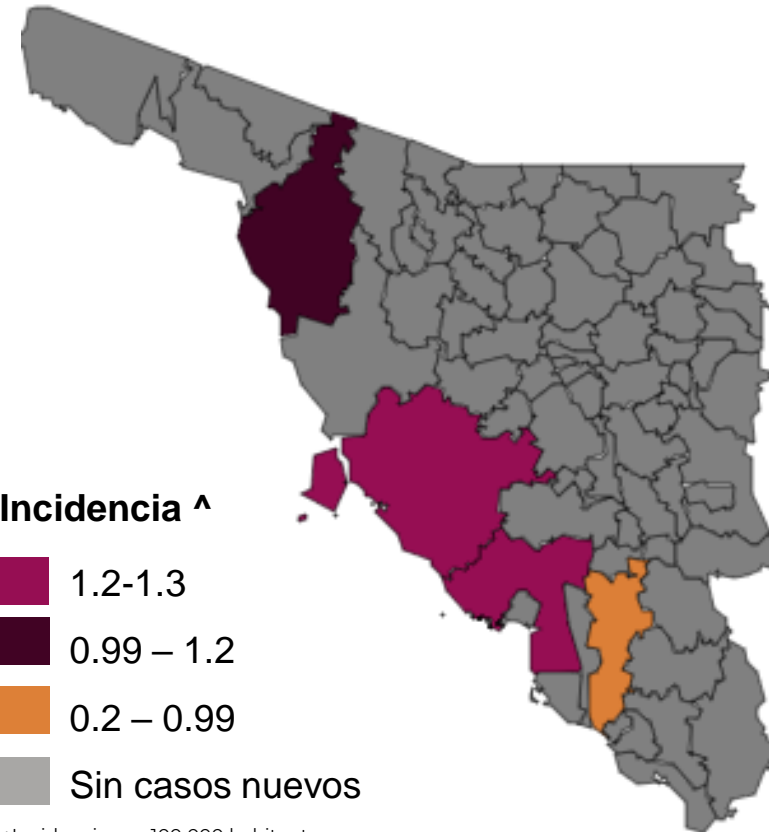 Incidencia ^
1.2-1.3
0.99 – 1.2
0.2 – 0.99
Sin casos nuevos